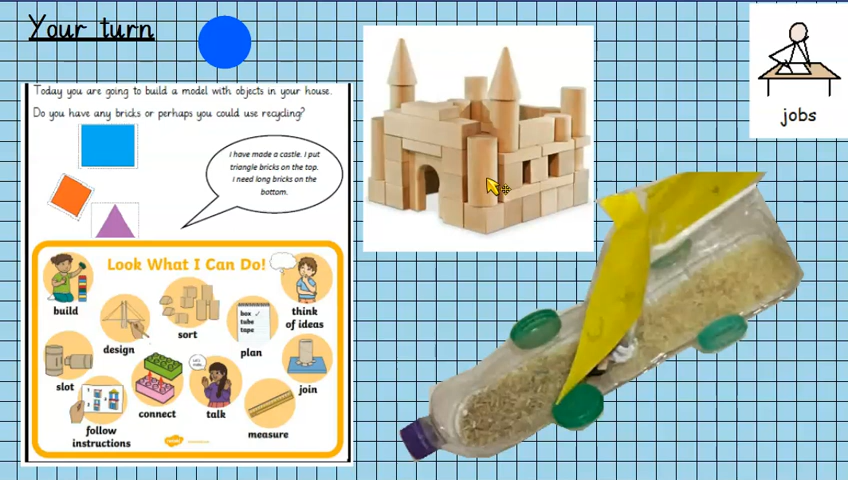 Your turn
Today you are going to build a model with objects in your house.
Do you have any bricks or perhaps you could use recycling?
I have made a castle. I put
triangle bricks on the top.
I need long bricks on the
bottom.
Look What I Can Do!
build
design
sort
box ✓
tube
tape
plan
think
of ideas
slot
follow
instructions
connect
talk
measure
join
jobs